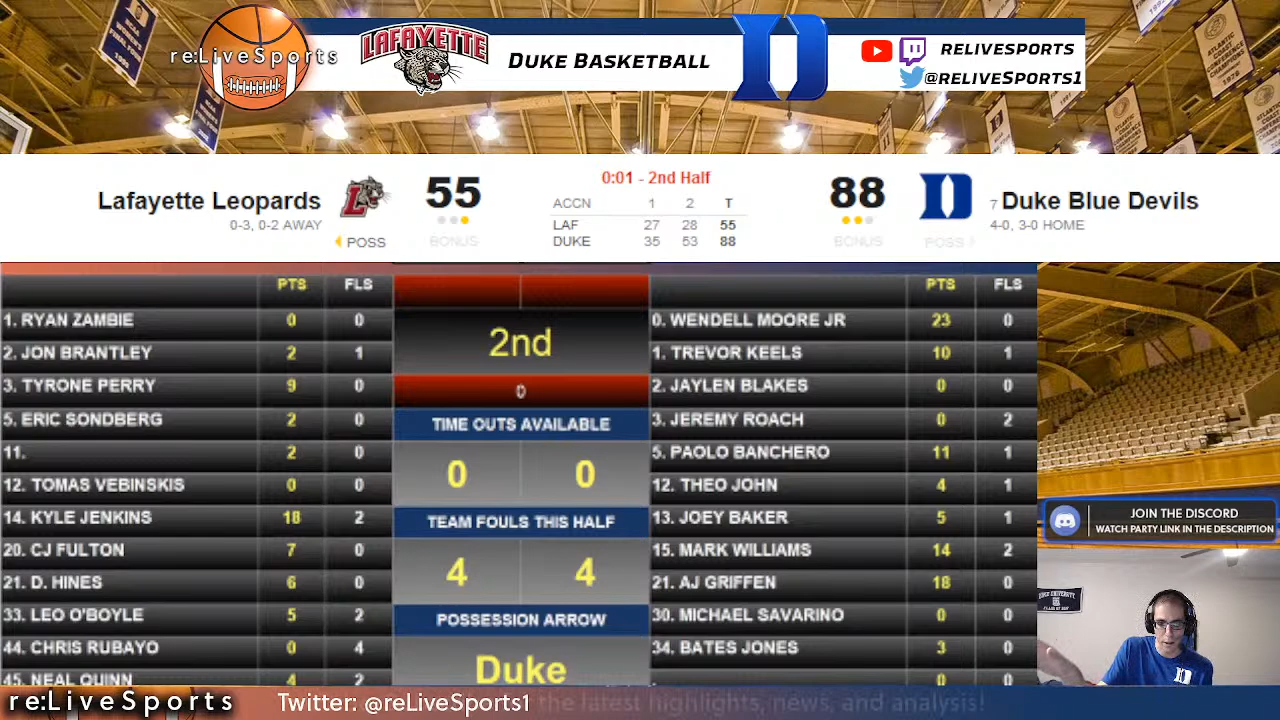 re:LiveSports
LAFAYETTE
DUKE BASKETBALL
RELIVESPORTS
@RELIVESPORTS1
Lafayette Leopards
0-3, 0-2 AWAY
POSS
55
BONUS
0:01 - 2nd Half
ACCN 1 2 T
LAF 27 28 55
DUKE 35 53 88
88
BONUS
7 Duke Blue Devils
4-0, 3-0 HOME
POSS
PTS FLS
1. RYAN ZAMBIE 0 0
2. JON BRANTLEY 2 1
3. TYRONE PERRY 9 0
5. ERIC SONDBERG 2 0
11. 2 0
12. TOMAS VEBINSKIS 0 0
14. KYLE JENKINS 18 2
20. CJ FULTON 7 0
21. D. HINES 6 0
33. LEO O'BOYLE 5 2
44. CHRIS RUBAYO 0 4
45. NEAL QUINN 4 2
2nd
0
TIME OUTS AVAILABLE
0 0
TEAM FOULS THIS HALF
4 4
POSSESSION ARROW
Duke
PTS FLS
0. WENDELL MOORE JR 23 0
1. TREVOR KEELS 10 1
2. JAYLEN BLAKES 0 0
3. JEREMY ROACH 0 2
5. PAOLO BANCHERO 11 1
12. THEO JOHN 4 1
13. JOEY BAKER 5 1
15. MARK WILLIAMS 14 2
21. AJ GRIFFEN 18 0
30. MICHAEL SAVARINO 0 0
34. BATES JONES 3 0
0 0
JOIN THE DISCORD
WATCH PARTY LINK IN THE DESCRIPTION
re:LiveSports
Twitter: @reLiveSports1
the latest highlights, news, and analysis!